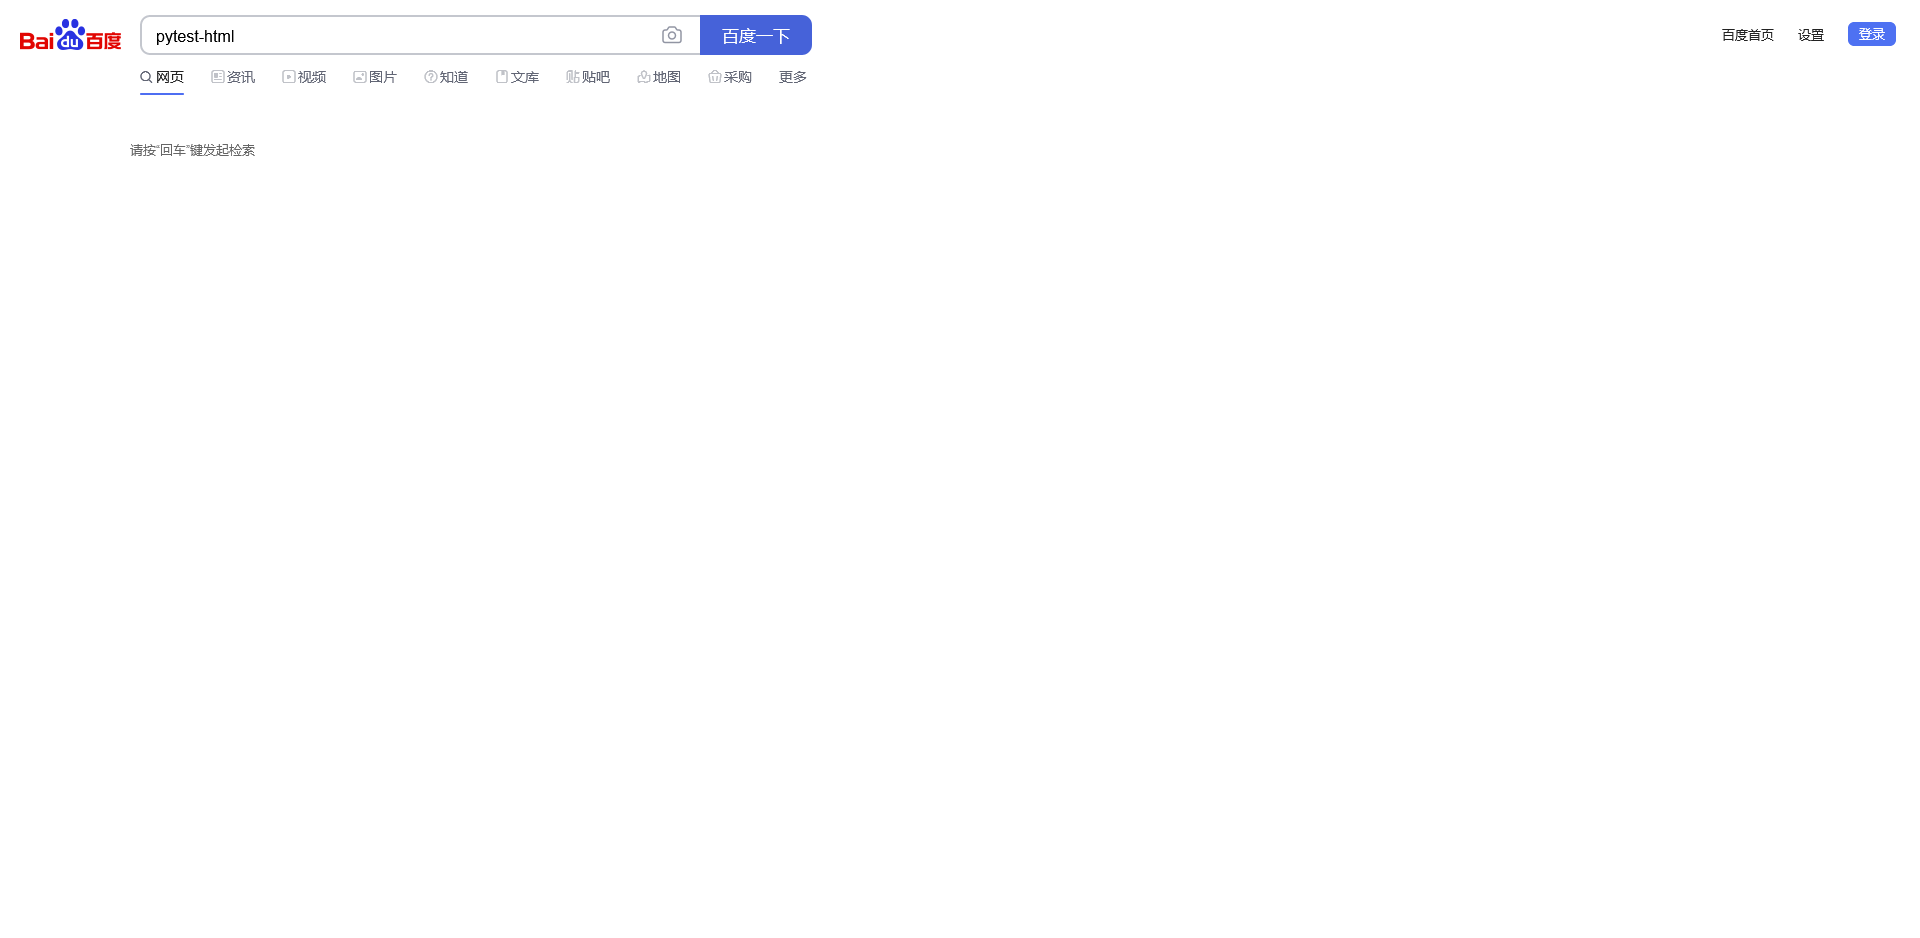 Bai du 百度 pytest-html 百度一下 百度首页 设置 登录
网页 资讯 视频 图片 知道 文库 贴 贴吧 地图 采购 更多
请按“回车”键发起检索